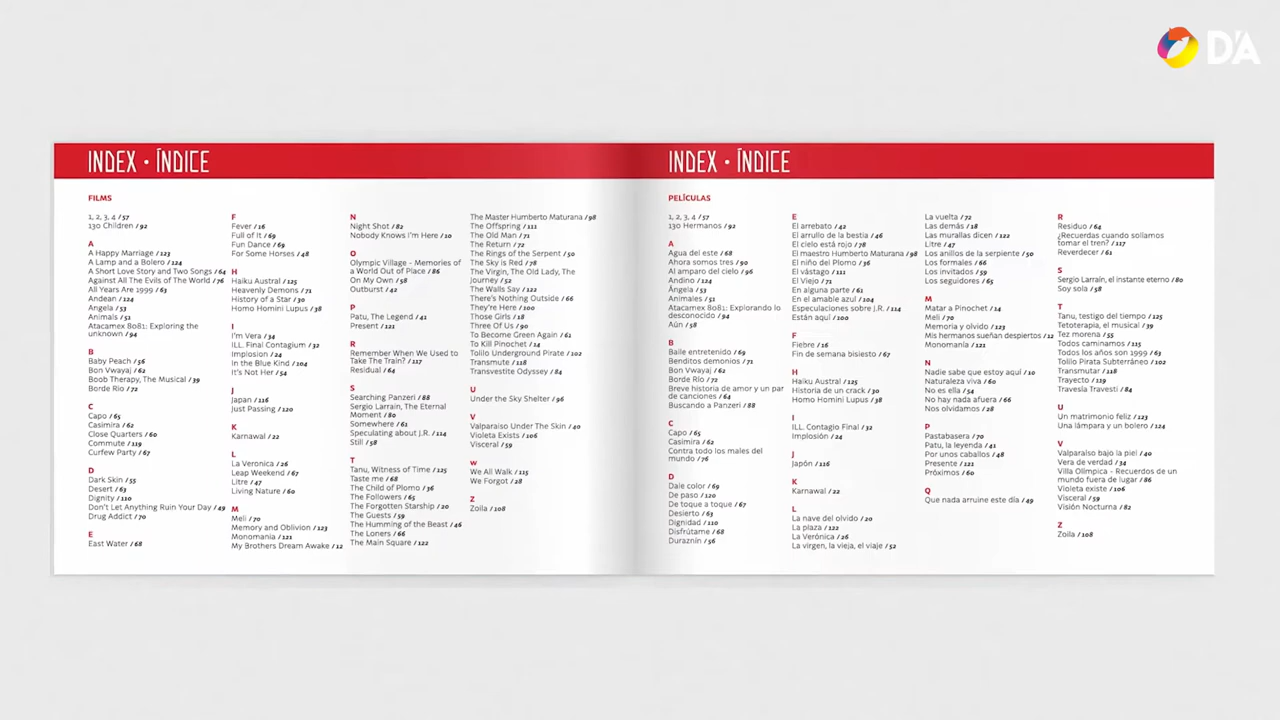 D'A
INDEX • ÍNDICE
FILMS
1, 2, 3, 4 / 57
130 Children / 92
A
A Happy Marriage / 123
A Lamp and a Bolero / 124
A Short Love Story and Two Songs / 64
Against All The Evils of The World / 76
All Years Are 1999 / 63
Andean / 124
Ángela / 53
Animals / 51
Atacamex 8081: Exploring the
unknown / 94
B
Baby Peach / 56
Bon Vwayaj / 62
Boob Therapy, The Musical / 39
Borde Río / 72
C
Capo / 65
Casimira / 62
Close Quarters / 60
Commute / 119
Curfew Party / 67
D
Dark Skin / 55
Desert / 63
Dignity / 110
Don't Let Anything Ruin Your Day / 49
Drug Addict / 70
E
East Water / 68
F
Fever / 16
Full of It / 69
Fun Dance / 69
For Some Horses / 48
H
Haiku Austral / 125
Heavenly Demons / 71
History of a Star / 30
Homo Homini Lupus / 38
I
I'm Vera / 34
ILL. Final Contagium / 32
Implosion / 24
In the Blue Kind / 104
It's Not Her / 54
J
Japan / 116
Just Passing / 120
K
Karnawal / 22
L
La Veronica / 26
Leap Weekend / 67
Litre / 47
Living Nature / 60
M
Meli / 70
Memory and Oblivion / 123
Monomania / 121
My Brothers Dream Awake / 12
N
Night Shot / 82
Nobody Knows I'm Here / 10
O
Olympic Village - Memories of
a World Out of Place / 86
On My Own / 58
Outburst / 42
P
Patu, The Legend / 41
Present / 121
R
Remember When We Used to
Take The Train? / 117
Residual / 64
S
Searching Panzeri / 88
Sergio Larrain, The Eternal
Moment / 80
Somewhere / 61
Speculating about J.R. / 114
Still / 58
T
Tanu, Witness of Time / 125
Taste me / 68
The Child of Plomo / 36
The Followers / 65
The Forgotten Starship / 20
The Guests / 59
The Humming of the Beast / 46
The Loners / 66
The Main Square / 122
The Master Humberto Maturana / 98
The Offspring / 111
The Old Man / 71
The Return / 72
The Rings of the Serpent / 50
The Sky is Red / 78
The Virgin, The Old Lady, The
Journey / 52
The Walls Say / 122
There's Nothing Outside / 66
They're Here / 100
Those Girls / 18
Three Of Us / 90
To Become Green Again / 61
To Kill Pinochet / 14
Tolilo Underground Pirate / 102
Transmute / 118
Transvestite Odyssey / 84
U
Under the Sky Shelter / 96
V
Valparaiso Under The Skin / 40
Violeta Exists / 106
Visceral / 59
W
We All Walk / 115
We Forgot / 28
Z
Zoila / 108
INDEX • ÍNDICE
PELÍCULAS
1, 2, 3, 4 / 57
130 Hermanos / 92
A
Agua del este / 68
Ahora somos tres / 90
Al amparo del cielo / 96
Andino / 124
Ángela / 53
Animales / 51
Atacamex 8081: Explorando lo
desconocido / 94
Aún / 58
B
Baile entretenido / 69
Benditos demonios / 71
Bon Vwayaj / 62
Borde Río / 72
Breve historia de amor y un par
de canciones / 64
Buscando a Panzeri / 88
C
Capo / 65
Casimira / 62
Contra todo los males del
mundo / 76
D
Dale color / 69
De paso / 120
De toque a toque / 67
Desierto / 63
Dignidad / 110
Disfrútame / 68
Duraznín / 56
E
El arrebato / 42
El arrullo de la bestia / 46
El cielo está rojo / 78
El maestro Humberto Maturana / 98
El niño del Plomo / 36
El vástago / 111
El Viejo / 71
En alguna parte / 61
En el amable azul / 104
Especulaciones sobre J.R. / 114
Están aquí / 100
F
Fiebre / 16
Fin de semana bisiesto / 67
H
Haiku Austral / 125
Historia de un crack / 30
Homo Homini Lupus / 38
I
ILL. Contagio Final / 32
Implosión / 24
J
Japón / 116
K
Karnawal / 22
L
La nave del olvido / 20
La plaza / 122
La Verónica / 26
La virgen, la vieja, el viaje / 52
La vuelta / 72
Las demás / 18
Las murallas dicen / 122
Litre / 47
Los anillos de la serpiente / 50
Los formales / 66
Los invitados / 59
Los seguidores / 65
M
Matar a Pinochet / 14
Meli / 70
Memoria y olvido / 123
Mis hermanos sueñan despiertos / 12
Monomanía / 121
N
Nadie sabe que estoy aquí / 10
Naturaleza viva / 60
No es ella / 54
No hay nada afuera / 66
Nos olvidamos / 28
P
Pastabasera / 70
Patu, la leyenda / 41
Por unos caballos / 48
Presente / 121
Próximos / 60
Q
Que nada arruine este día / 49
R
Residuo / 64
¿Recuerdas cuando solíamos
tomar el tren? / 117
Reverdecer / 61
S
Sergio Larraín, el instante eterno / 80
Soy sola / 58
T
Tanu, testigo del tiempo / 125
Tetoterapia, el musical / 39
Tez morena / 55
Todos caminamos / 115
Todos los años son 1999 / 63
Tolilo Pirata Subterráneo / 102
Transmutar / 118
Trayecto / 119
Travesía Travesti / 84
U
Un matrimonio feliz / 123
Una lámpara y un bolero / 124
V
Valparaíso bajo la piel / 40
Vera de verdad / 34
Villa Olímpica - Recuerdos de un
mundo fuera de lugar / 86
Violeta existe / 106
Visceral / 59
Visión Nocturna / 82
Z
Zoila / 108